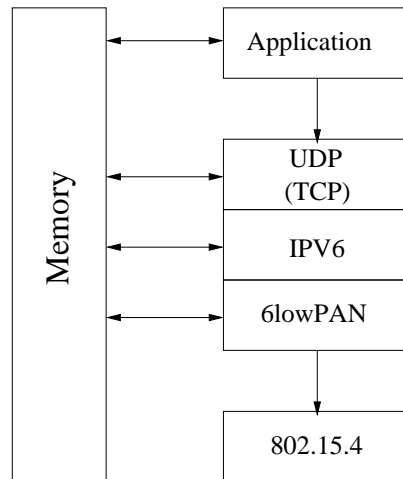 Memory
Application
UDP
(TCP)
IPV6
6lowPAN
802.15.4